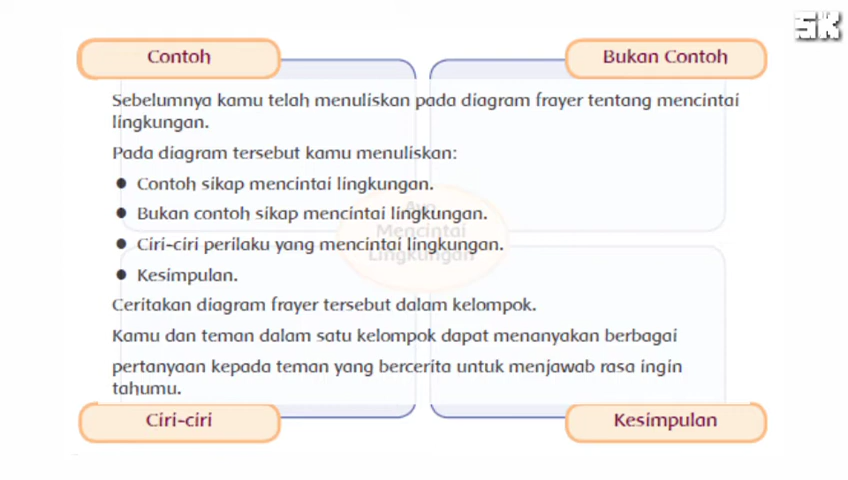 SK
Contoh
Bukan Contoh
Sebelumnya kamu telah menuliskan pada diagram frayer tentang mencintai
lingkungan.
Pada diagram tersebut kamu menuliskan:
● Contoh sikap mencintai lingkungan.
● Bukan contoh sikap mencintai lingkungan.
● Ciri-ciri perilaku yang mencintai lingkungan.
● Kesimpulan.
Ayo
Mencintai
Lingkungan
Ceritakan diagram frayer tersebut dalam kelompok.
Kamu dan teman dalam satu kelompok dapat menanyakan berbagai
pertanyaan kepada teman yang bercerita untuk menjawab rasa ingin
tahumu.
Ciri-ciri
Kesimpulan